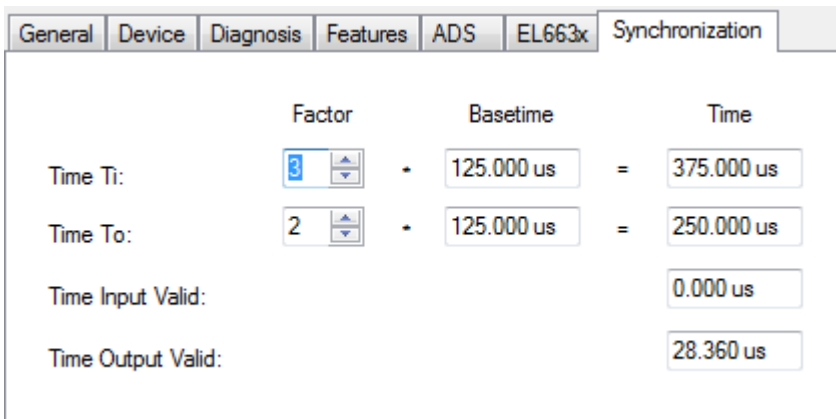 General Device Diagnosis Features ADS EL663x Synchronization
Factor Basetime Time
Time Ti: 3 * 125.000 us = 375.000 us
Time To: 2 * 125.000 us = 250.000 us
Time Input Valid: 0.000 us
Time Output Valid: 28.360 us